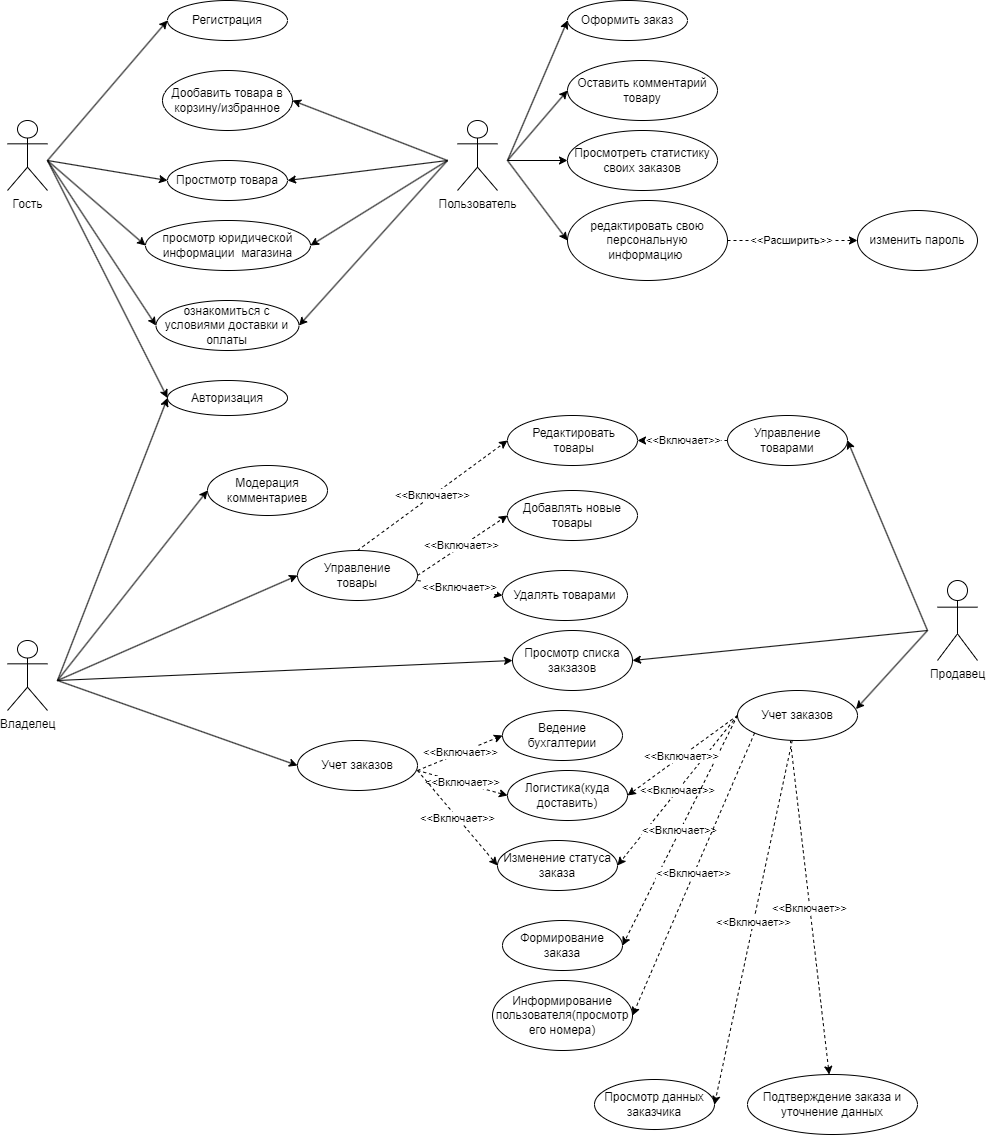 Регистрация
Оформить заказ
Дообавить товара в
корзину/избранное
Оставить комментарий
товару
Просмотреть статистику
своих заказов
Простмотр товара
Гость
Пользователь
просмотр юридической
информации магазина
редактировать свою
персональную
информацию
<<Расширить>>
изменить пароль
ознакомиться с
условиями доставки и
оплаты
Авторизация
Редактировать
товары
<<Включает>>
Управление
товарами
Модерация
комментариев
<<Включает>>
Добавлять новые
товары
<<Включает>>
Управление
товары
<<Включает>>
Удалять товарами
Просмотр списка
закзазов
Продавец
Владелец
Учет заказов
Ведение
бухгалтерии
<<Включает>>
<<Включает>>
Учет заказов
<<Включает>>
Логистика(куда
доставить)
<<Включает>>
<<Включает>>
<<Включает>>
Изменение статуса
заказа
<<Включает>>
<<Включает>>
<<Включает>>
Формирование
заказа
Информирование
пользователя(просмотр
его номера)
Просмотр данных
заказчика
Подтверждение заказа и
уточнение данных